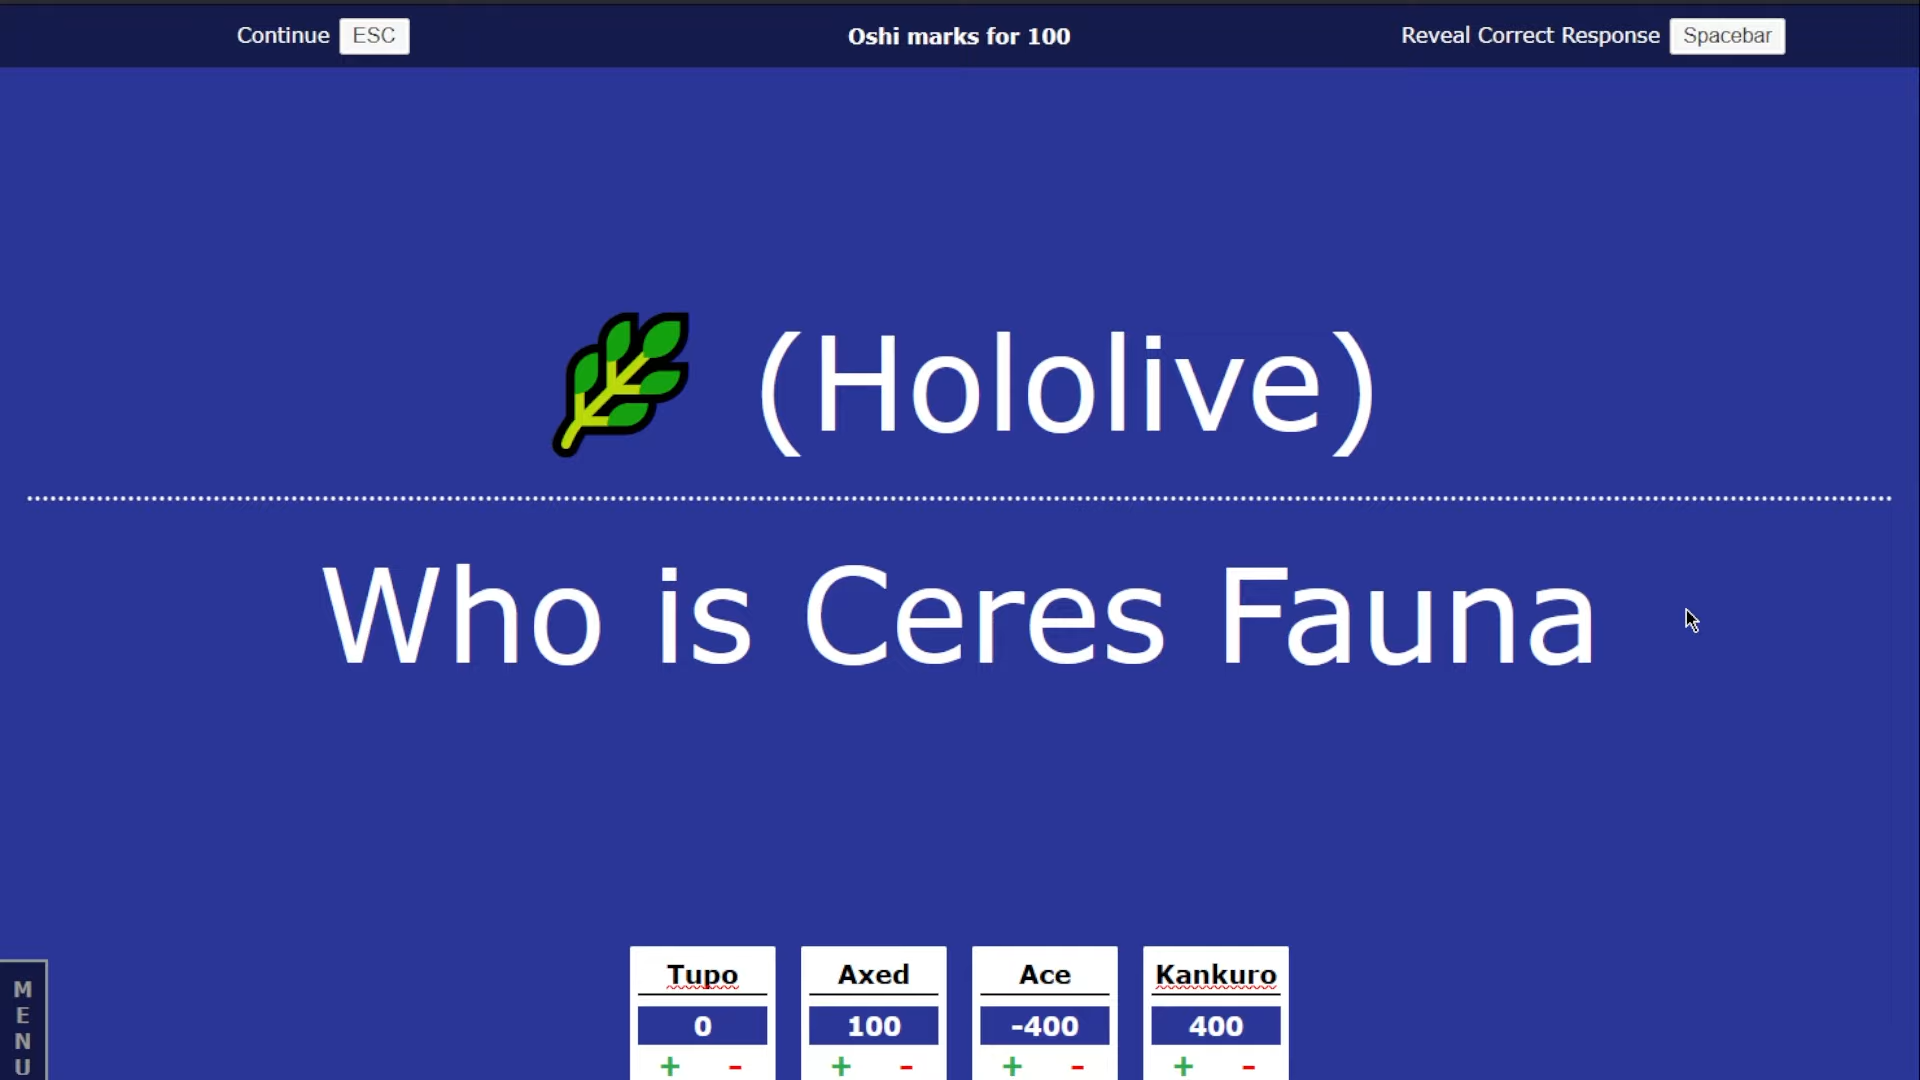 Continue ESC
Oshi marks for 100
Reveal Correct Response Spacebar
(Hololive)
Who is Ceres Fauna
Tupo Axed Ace Kankuro
0 100 -400 400
+ - + - + - + -
M
E
N
U